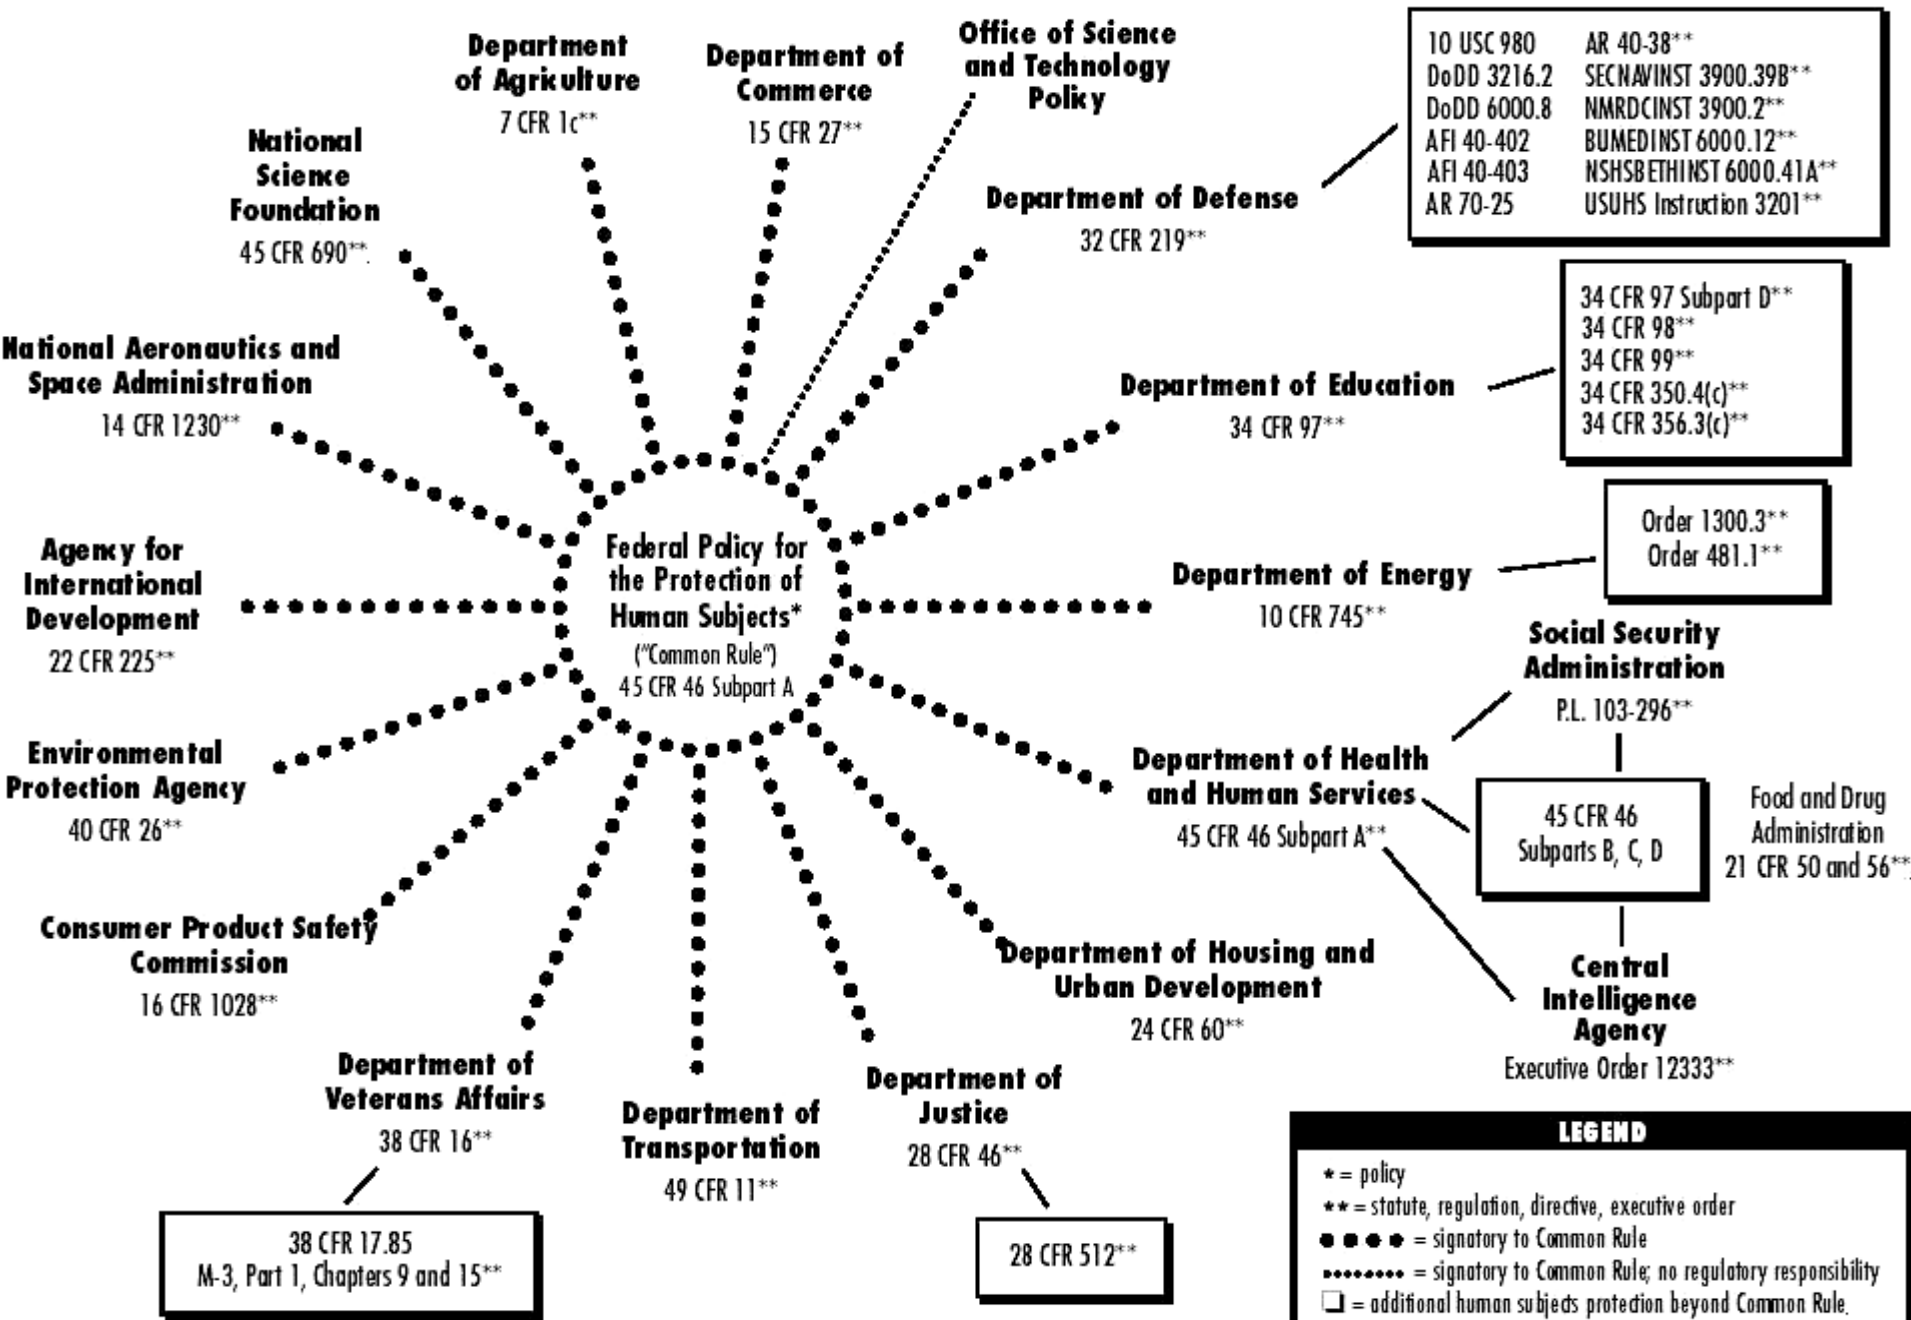 Department
of Agriculture
7 CFR 1c**
Department of
Commerce
15 CFR 27**
Office of Science
and Technology
Policy
10 USC 980 AR 40-38**
DoDD 3216.2 SECNAVINST 3900.39B**
DoDD 6000.8 NMRDCINST 3900.2**
AFI 40-402 BUMEDINST 6000.12**
AFI 40-403 NSHSBETHINST 6000.41A**
AR 70-25 USUHS Instruction 3201**
National
Science
Foundation
45 CFR 690**.
Department of Defense
32 CFR 219**
34 CFR 97 Subpart D**
34 CFR 98**
34 CFR 99**
34 CFR 350.4(c)**
34 CFR 356.3(c)**
National Aeronautics and
Space Administration
14 CFR 1230**
Department of Education
34 CFR 97**
Order 1300.3**
Order 481.1**
Agency for
International
Development
22 CFR 225**
Federal Policy for
the Protection of
Human Subjects*
("Common Rule")
45 CFR 46 Subpart A
Department of Energy
10 CFR 745**
Social Security
Administration
P.L. 103-296**
Environmental
Protection Agency
40 CFR 26**
Department of Health
and Human Services
45 CFR 46 Subpart A**
45 CFR 46
Subparts B, C, D
Food and Drug
Administration
21 CFR 50 and 56**.
Consumer Product Safety
Commission
16 CFR 1028**
Department of Housing and
Urban Development
24 CFR 60**
Central
Intelligence
Agency
Executive Order 12333**
Department of
Veterans Affairs
38 CFR 16**
Department of
Transportation
49 CFR 11**
Department of
Justice
28 CFR 46**
38 CFR 17.85
M-3, Part 1, Chapters 9 and 15**
28 CFR 512**
LEGEND
* = policy
** = statute, regulation, directive, executive order
= signatory to Common Rule
= signatory to Common Rule; no regulatory responsibility
= additional human subjects protection beyond Common Rule.